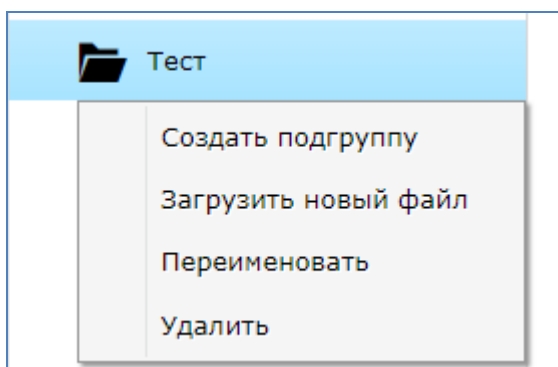 Тест
Создать подгруппу
Загрузить новый файл
Переименовать
Удалить